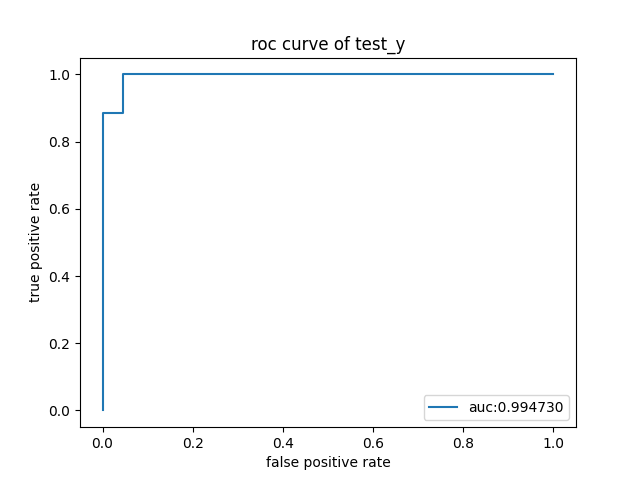 roc curve of test_y
1.0
0.8
0.6
0.4
0.2
0.0
true positive rate
auc:0.994730
0.0 0.2 0.4 0.6 0.8 1.0
false positive rate